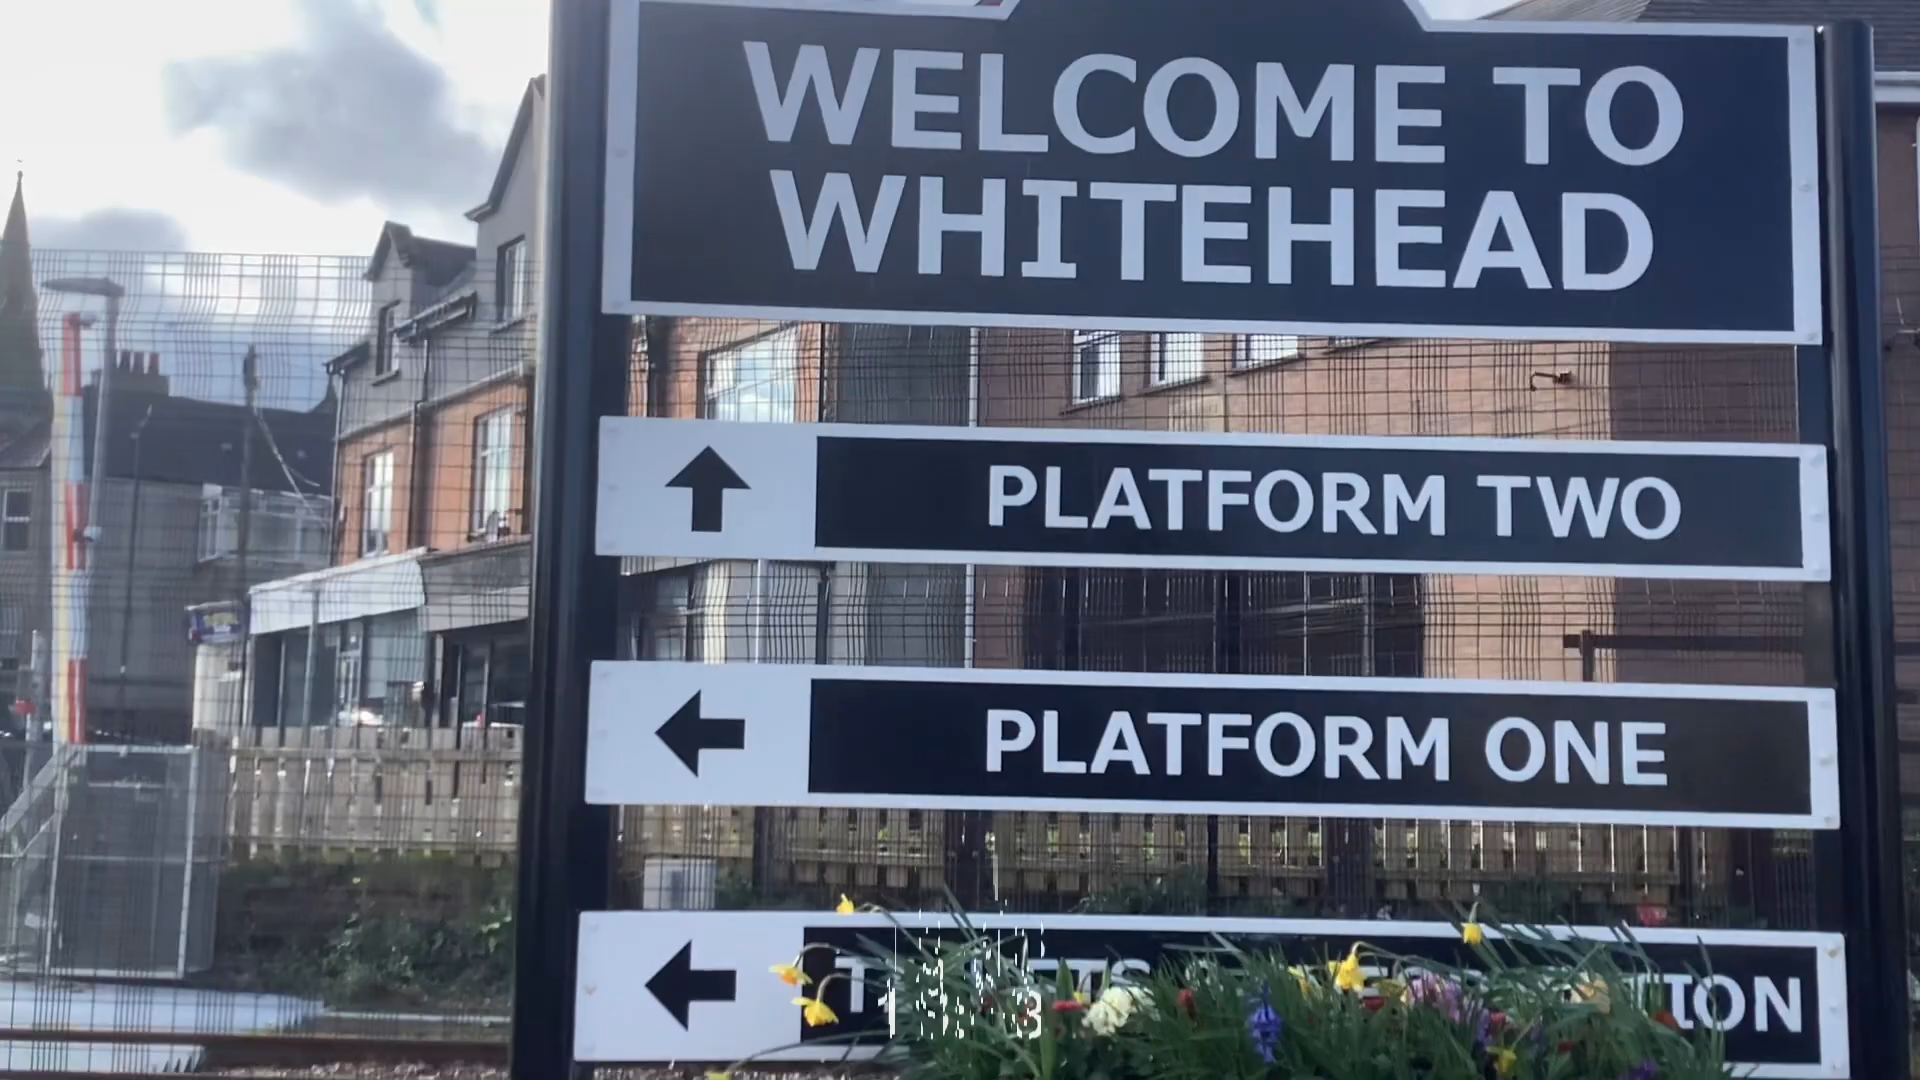 WELCOME TO
WHITEHEAD
PLATFORM TWO
PLATFORM ONE